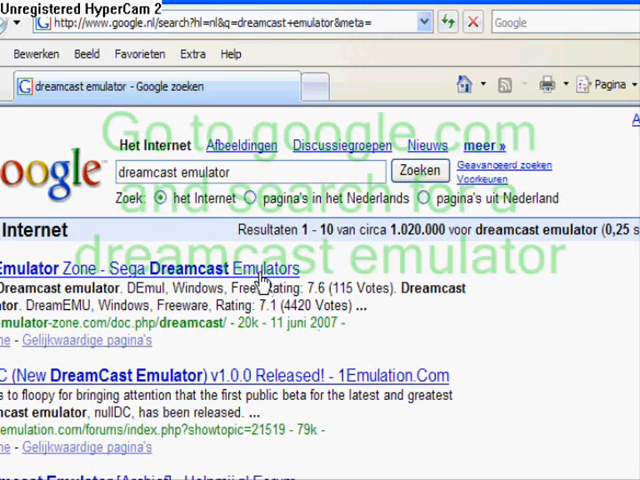 Unregistered HyperCam 2
http://www.google.nl/search?hl=nl&q=dreamcast+emulator&meta=
Google
Bewerken Beeld Favorieten Extra Help
dreamcast emulator - Google zoeken
Pagina
Go to google.com
and search for a
dreamcast emulator
Het Internet Afbeeldingen Discussiegroepen Nieuws meer »
oogle™
dreamcast emulator Zoeken Geavanceerd zoeken
Voorkeuren
Zoek: het Internet pagina's in het Nederlands pagina's uit Nederland
Internet Resultaten 1 - 10 van circa 1.020.000 voor dreamcast emulator (0,25 s
Emulator Zone - Sega Dreamcast Emulators
Dreamcast emulator. DEmul, Windows, Free Rating: 7.6 (115 Votes). Dreamcast
tor. DreamEMU, Windows, Freeware, Rating: 7.1 (4420 Votes) ...
emulator-zone.com/doc.php/dreamcast/ - 20k - 11 juni 2007 -
he - Gelijkwaardige pagina's
C (New DreamCast Emulator) v1.0.0 Released! - 1Emulation.Com
s to floopy for bringing attention that the first public beta for the latest and greatest
mcast emulator, nullDC, has been released. ...
emulation.com/forums/index.php?showtopic=21519 - 79k -
he - Gelijkwaardige pagina's